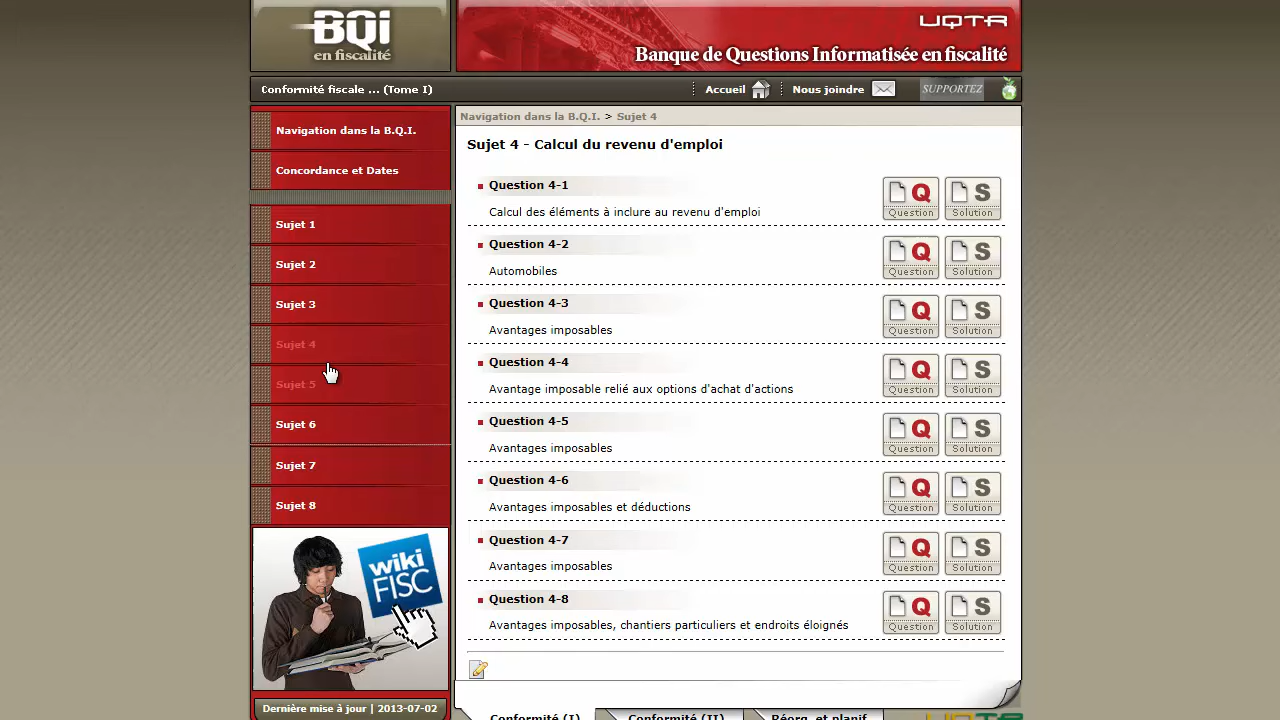 BQI
en fiscalité
UQTR
Banque de Questions Informatisée en fiscalité
Conformité fiscale ... (Tome I)
Accueil
Nous joindre
SUPPORTEZ
Navigation dans la B.Q.I.
Concordance et Dates
Sujet 1
Sujet 2
Sujet 3
Sujet 4
Sujet 5
Sujet 6
Sujet 7
Sujet 8
wiki
FISC
Dernière mise à jour | 2013-07-02
Navigation dans la B.Q.I. > Sujet 4
Sujet 4 - Calcul du revenu d'emploi
Question 4-1
Calcul des éléments à inclure au revenu d'emploi
Q Question S Solution
Question 4-2
Automobiles
Q Question S Solution
Question 4-3
Avantages imposables
Q Question S Solution
Question 4-4
Avantage imposable relié aux options d'achat d'actions
Q Question S Solution
Question 4-5
Avantages imposables
Q Question S Solution
Question 4-6
Avantages imposables et déductions
Q Question S Solution
Question 4-7
Avantages imposables
Q Question S Solution
Question 4-8
Avantages imposables, chantiers particuliers et endroits éloignés
Q Question S Solution
Conformité (I)
Conformité (II)
Réorg. et planif.
UQTR